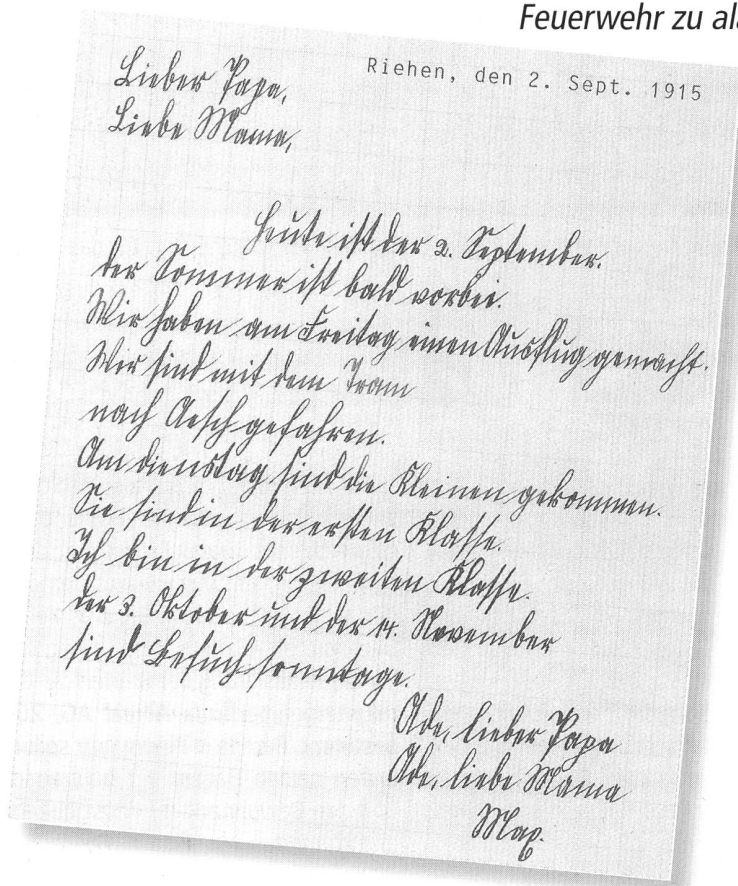 Feuerwehr zu ala
Riehen, den 2. Sept. 1915
Lieber Papa,
Liebe Mama,
Heute ist der 2. September.
der Sommer ist bald vorbei.
Wir haben am Freitag einen Ausflug gemacht.
Wir sind mit dem Tram
nach Aesch gefahren.
Am dienstag sind die Kleinen gekommen.
Sie sind in der ersten Klasse.
Ich bin in der zweiten Klasse.
der 3. Oktober und der 14. November
sind Besuchsonntage.
Ade, lieber Papa
Ade, liebe Mama
Max.